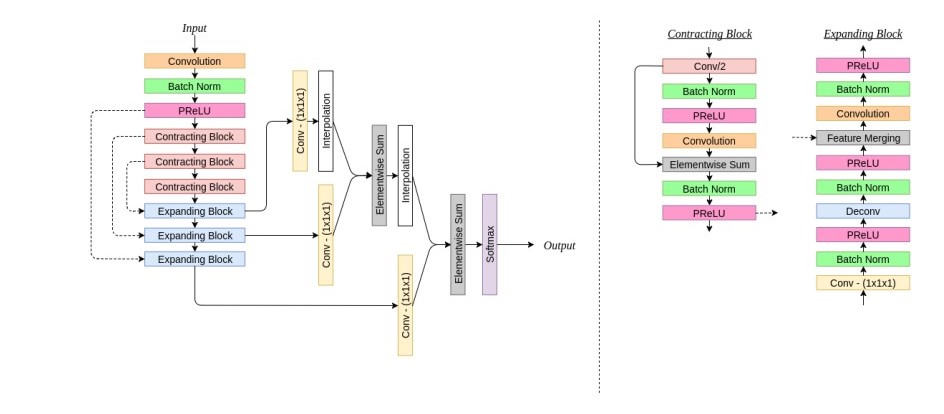 Input
Convolution
Batch Norm
PReLU
Contracting Block
Contracting Block
Contracting Block
Expanding Block
Expanding Block
Expanding Block
Conv - (1x1x1)
Interpolation
Conv - (1x1x1)
Elementwise Sum
Interpolation
Conv - (1x1x1)
Elementwise Sum
Softmax
Output
Contracting Block
Conv/2
Batch Norm
PReLU
Convolution
Elementwise Sum
Batch Norm
PReLU
Expanding Block
PReLU
Batch Norm
Convolution
Feature Merging
PReLU
Batch Norm
Deconv
PReLU
Batch Norm
Conv - (1x1x1)